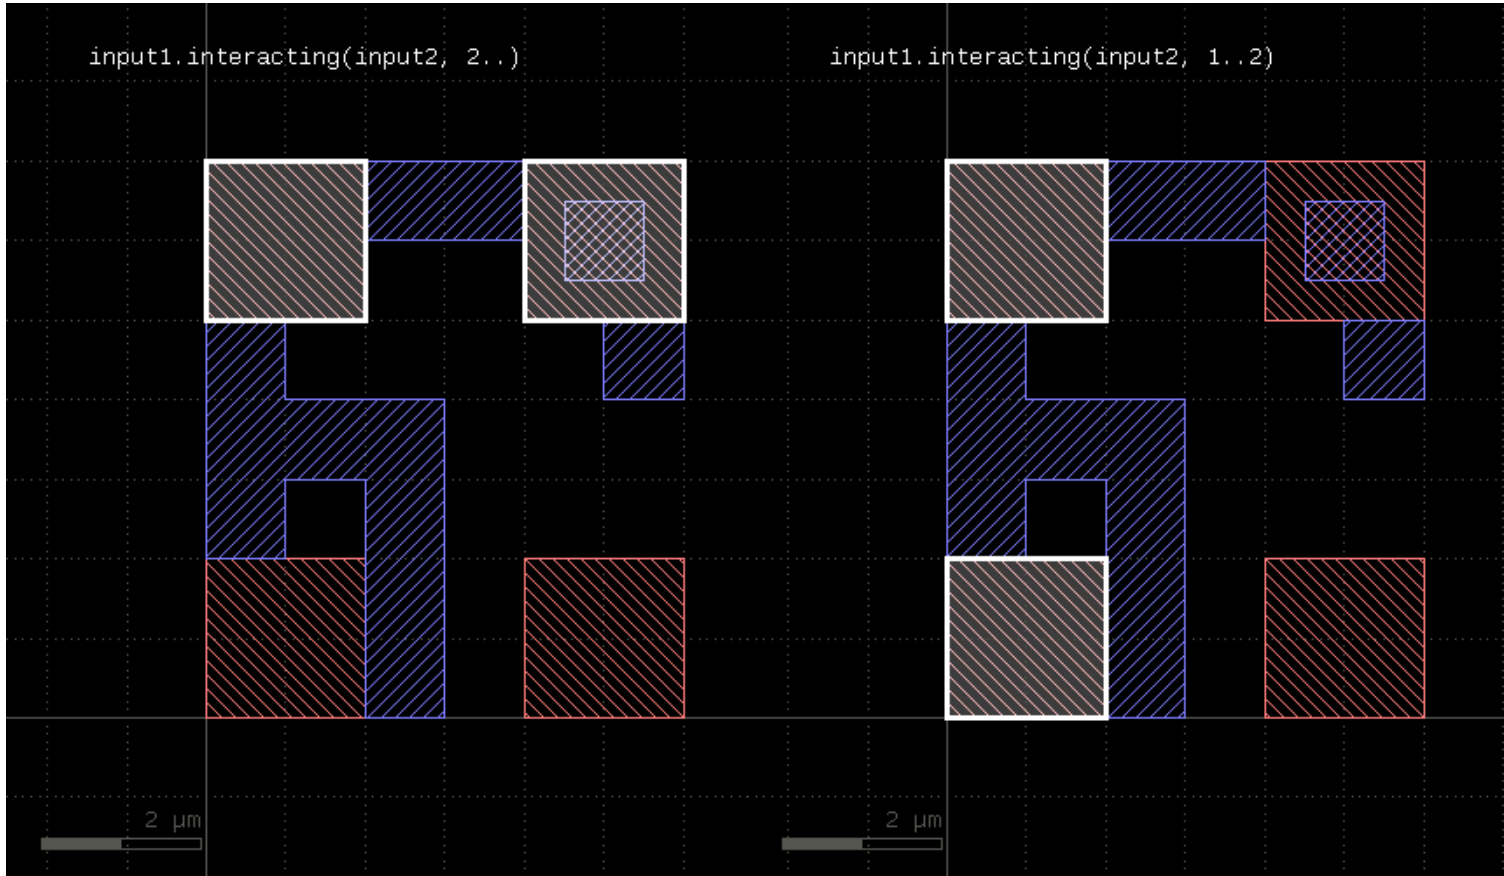 input1.interacting(input2, 2..)
input1.interacting(input2, 1..2)
2 µm
2 µm